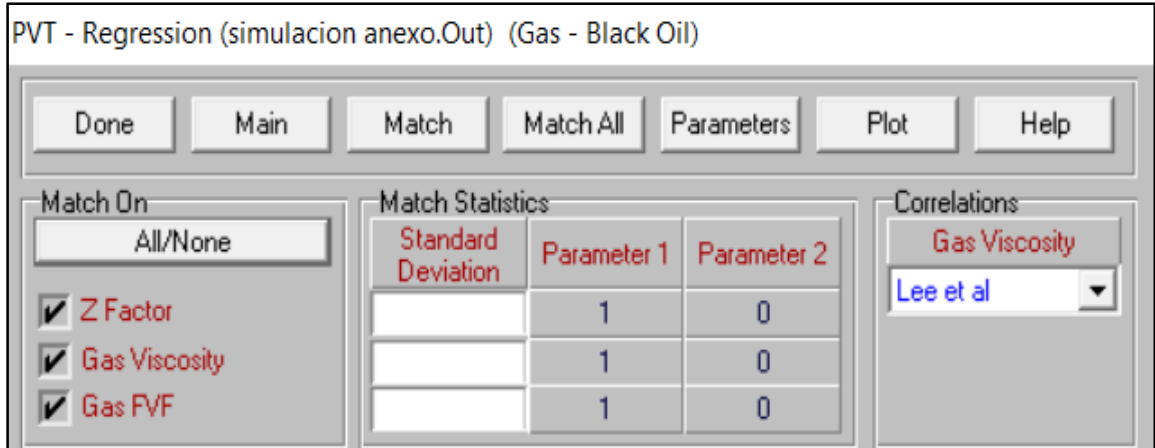 PVT - Regression (simulacion anexo.Out) (Gas - Black Oil)
Done Main Match Match All Parameters Plot Help
Match On
All/None
Z Factor
Gas Viscosity
Gas FVF
Match Statistics
Standard Deviation Parameter 1 Parameter 2
1 0
1 0
1 0
Correlations
Gas Viscosity
Lee et al